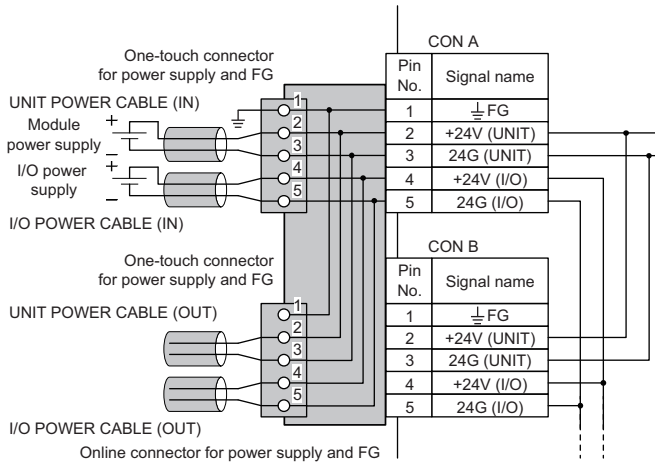 CON A
One-touch connector
for power supply and FG
Pin
No.
Signal name
UNIT POWER CABLE (IN)
1
1
FG
Module
power supply
+
−
2
2
+24V (UNIT)
3
3
24G (UNIT)
I/O power
supply
+
−
4
4
+24V (I/O)
5
5
24G (I/O)
I/O POWER CABLE (IN)
CON B
One-touch connector
for power supply and FG
Pin
No.
Signal name
UNIT POWER CABLE (OUT)
1
1
FG
2
2
+24V (UNIT)
3
3
24G (UNIT)
4
4
+24V (I/O)
5
5
24G (I/O)
I/O POWER CABLE (OUT)
Online connector for power supply and FG